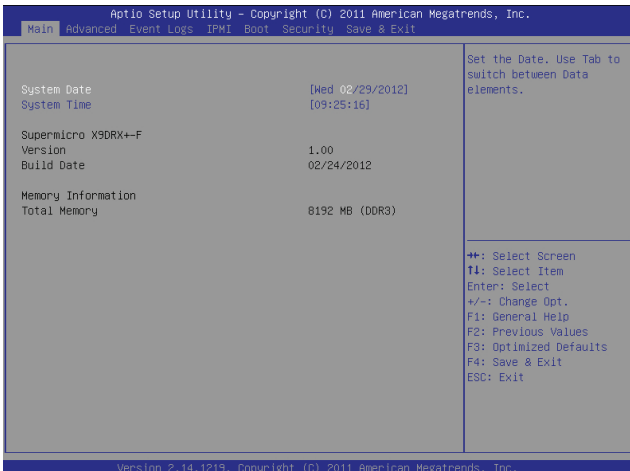 Aptio Setup Utility – Copyright (C) 2011 American Megatrends, Inc.
Main Advanced Event Logs IPMI Boot Security Save & Exit
System Date [Wed 02/29/2012]
System Time [09:25:16]
Supermicro X9DRX+-F
Version 1.00
Build Date 02/24/2012
Memory Information
Total Memory 8192 MB (DDR3)
Set the Date. Use Tab to
switch between Data
elements.
→←: Select Screen
↑↓: Select Item
Enter: Select
+/-: Change Opt.
F1: General Help
F2: Previous Values
F3: Optimized Defaults
F4: Save & Exit
ESC: Exit
Version 2.14.1219. Copyright (C) 2011 American Megatrends, Inc.